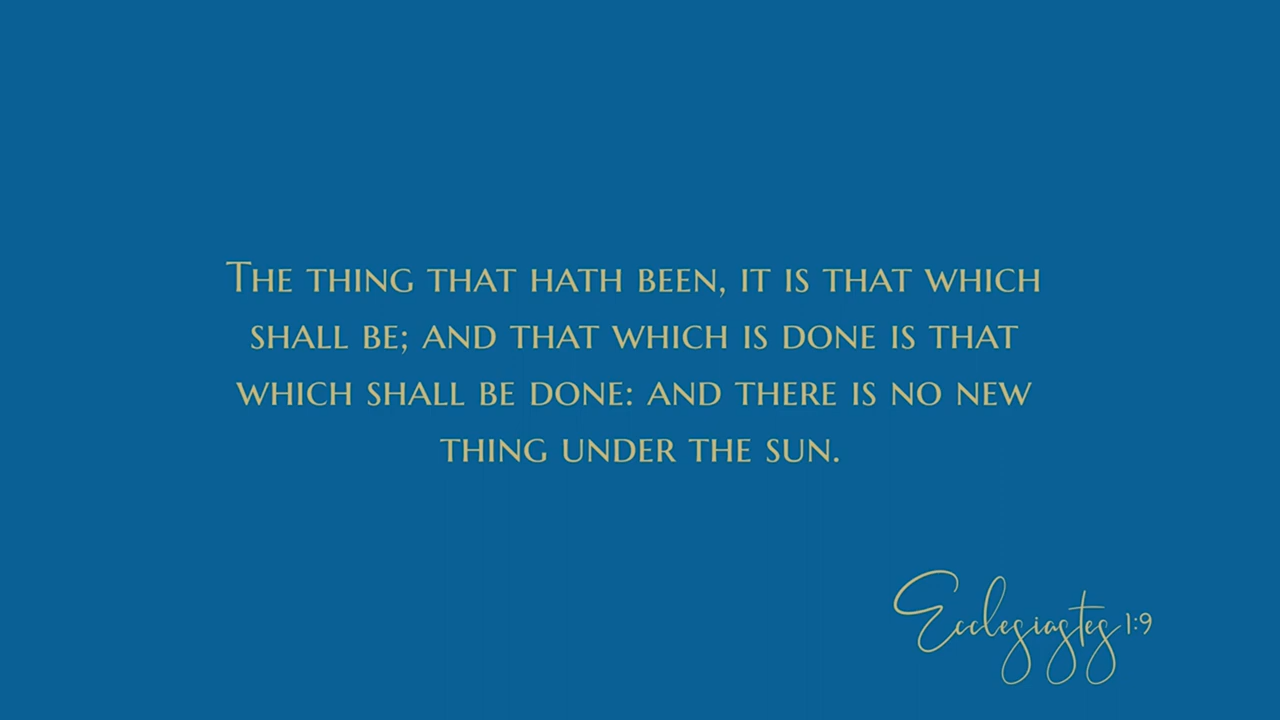 The thing that hath been, it is that which
shall be; and that which is done is that
which shall be done: and there is no new
thing under the sun.
Ecclesiastes 1:9